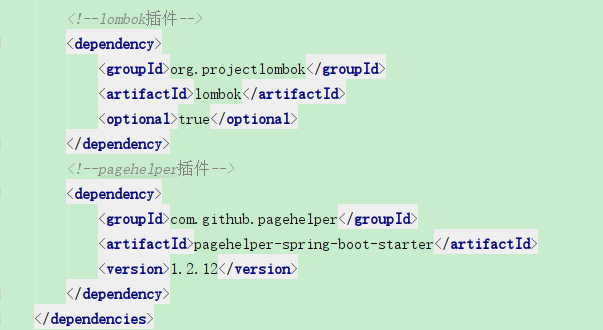 <!--lombok插件-->
<dependency>
<groupId>org.projectlombok</groupId>
<artifactId>lombok</artifactId>
<optional>true</optional>
</dependency>
<!--pagehelper插件-->
<dependency>
<groupId>com.github.pagehelper</groupId>
<artifactId>pagehelper-spring-boot-starter</artifactId>
<version>1.2.12</version>
</dependency>
</dependencies>